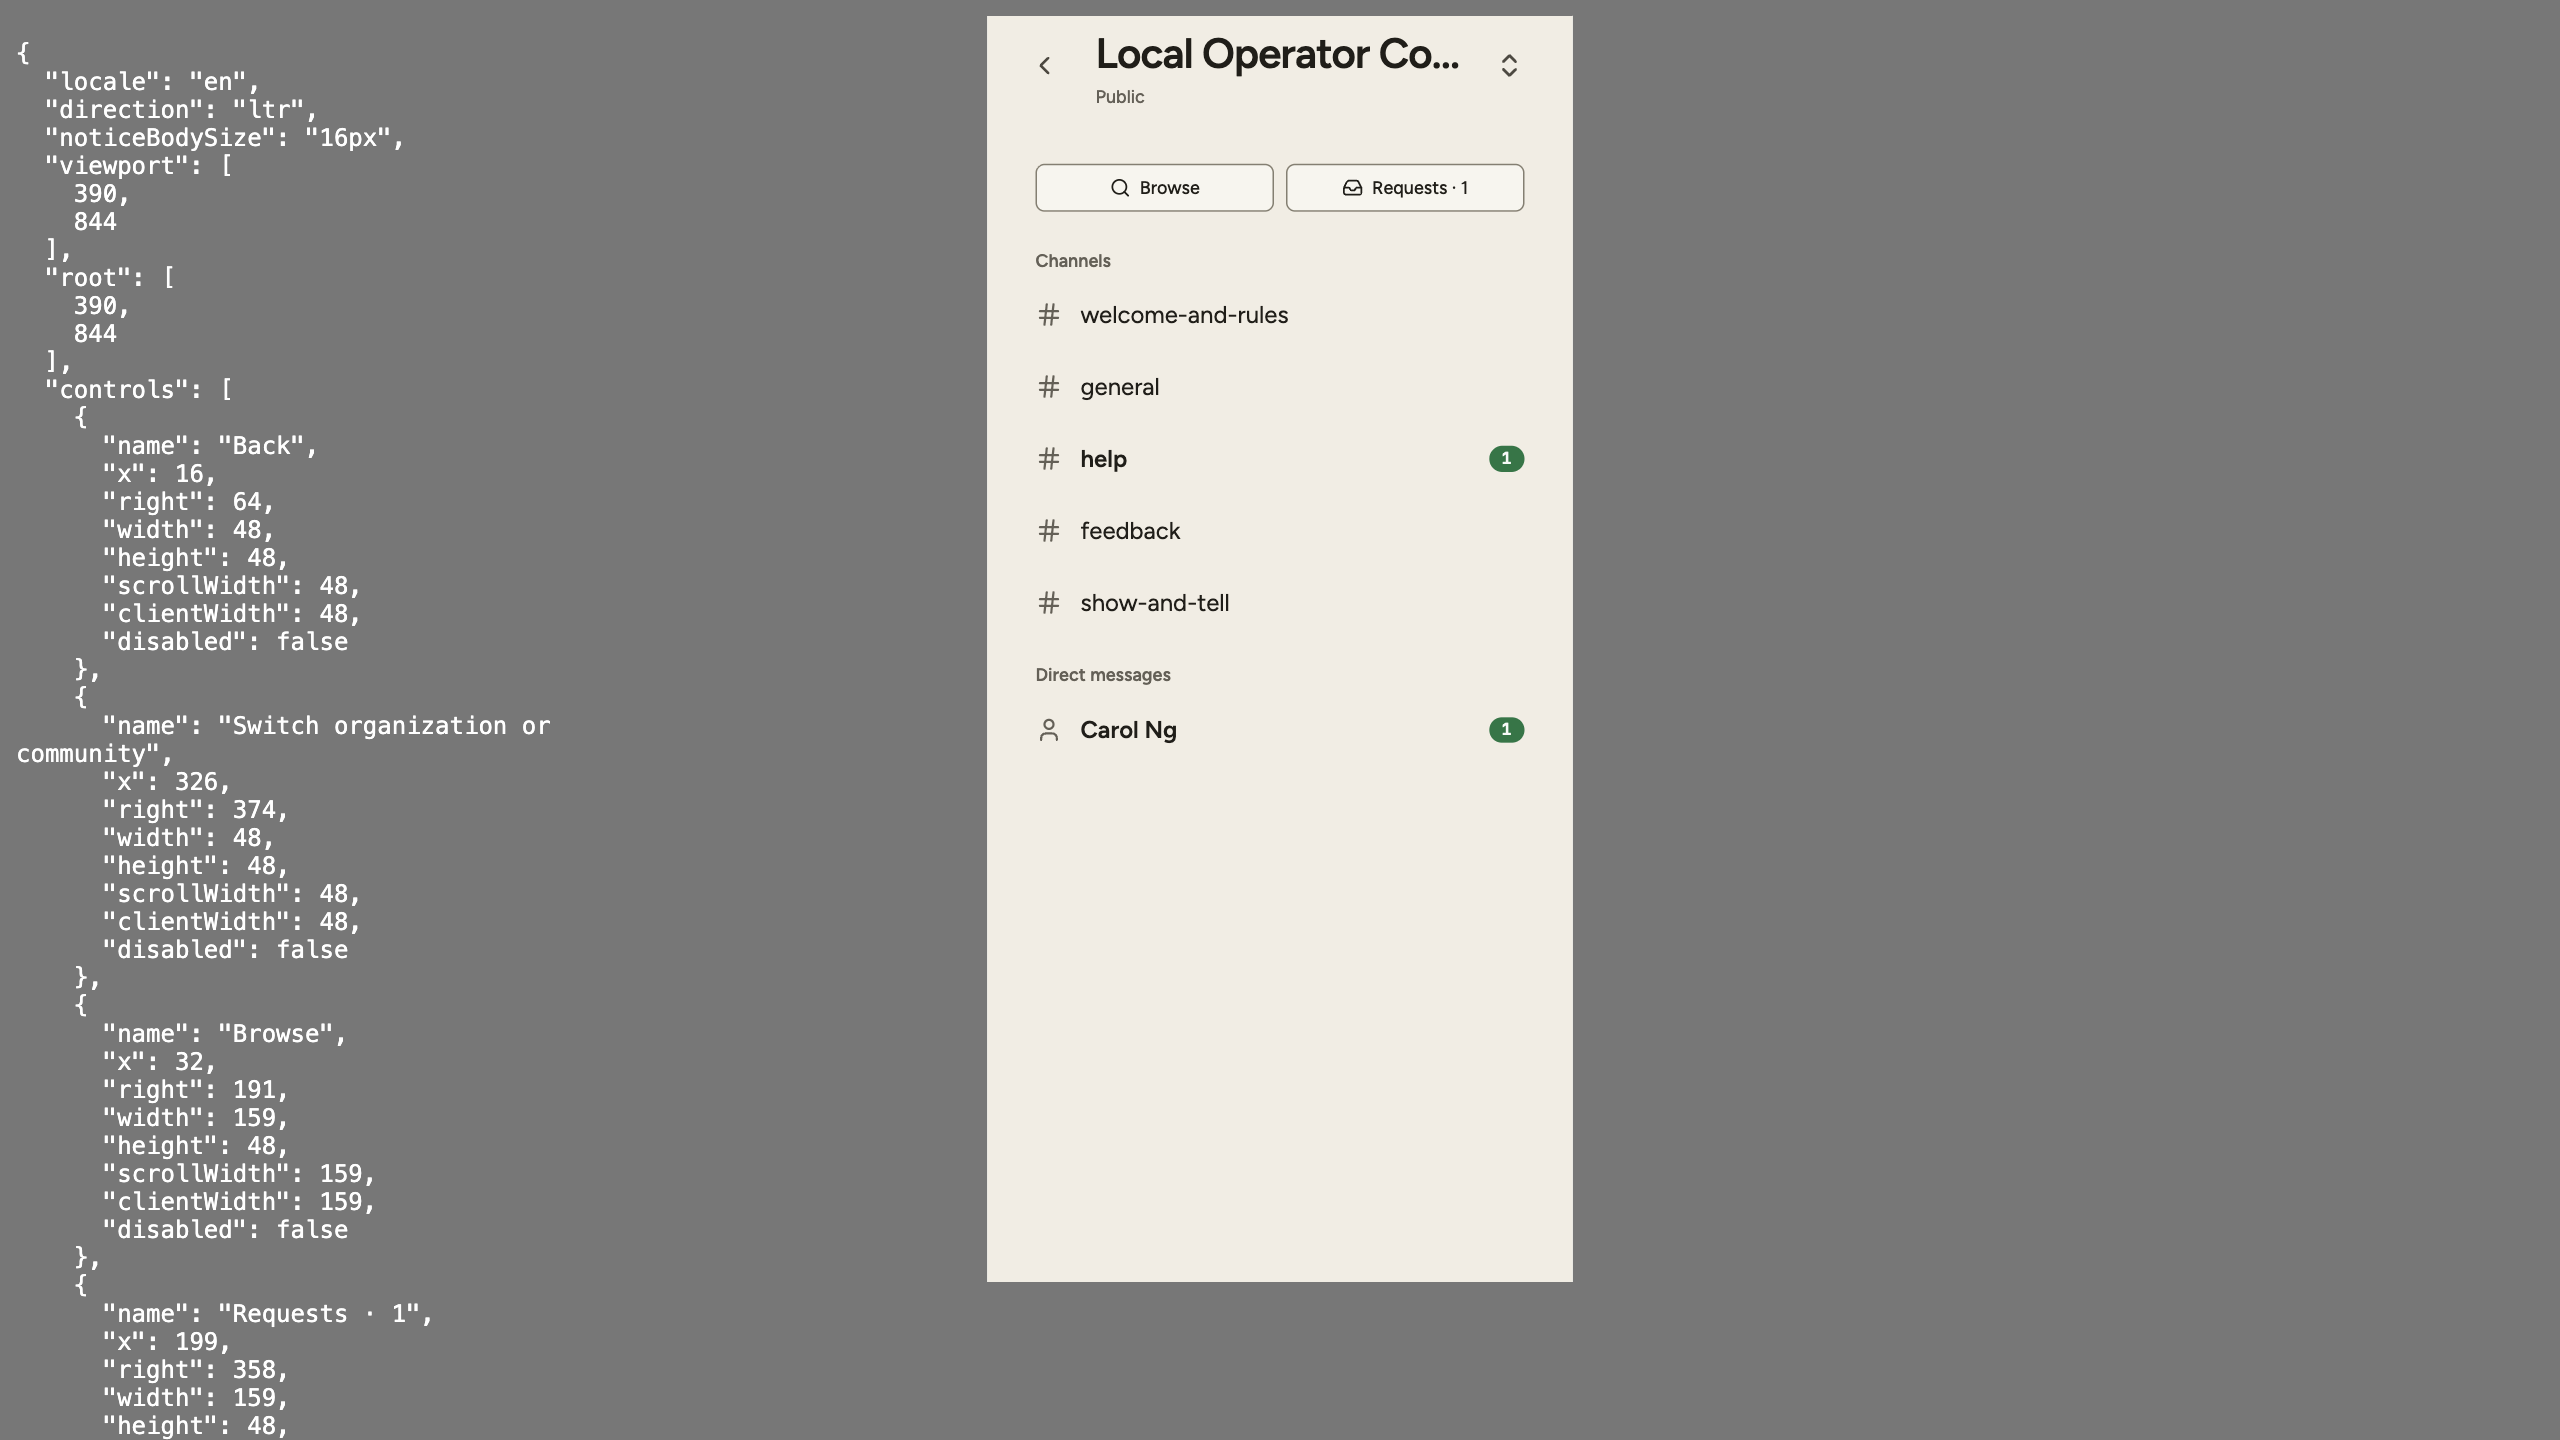 {
"locale": "en",
"direction": "ltr",
"noticeBodySize": "16px",
"viewport": [
390,
844
],
"root": [
390,
844
],
"controls": [
{
"name": "Back",
"x": 16,
"right": 64,
"width": 48,
"height": 48,
"scrollWidth": 48,
"clientWidth": 48,
"disabled": false
},
{
"name": "Switch organization or
community",
"x": 326,
"right": 374,
"width": 48,
"height": 48,
"scrollWidth": 48,
"clientWidth": 48,
"disabled": false
},
{
"name": "Browse",
"x": 32,
"right": 191,
"width": 159,
"height": 48,
"scrollWidth": 159,
"clientWidth": 159,
"disabled": false
},
{
"name": "Requests · 1",
"x": 199,
"right": 358,
"width": 159,
"height": 48,
Local Operator Co...
Public
Browse
Requests · 1
Channels
# welcome-and-rules
# general
# help 1
# feedback
# show-and-tell
Direct messages
Carol Ng 1